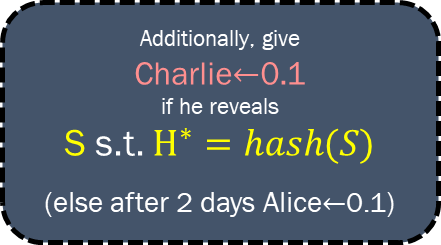 Additionally, give
Charlie←0.1
if he reveals
S s.t. H* = hash(S)
(else after 2 days Alice←0.1)